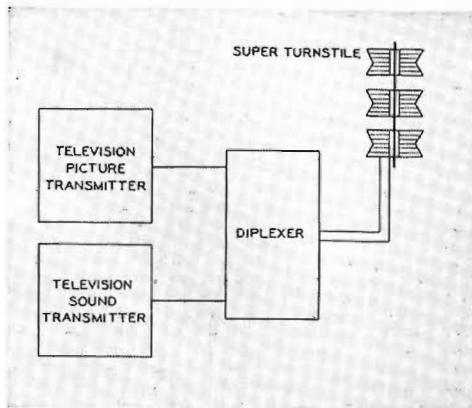 SUPER TURNSTILE
TELEVISION
PICTURE
TRANSMITTER
DIPLEXER
TELEVISION
SOUND
TRANSMITTER